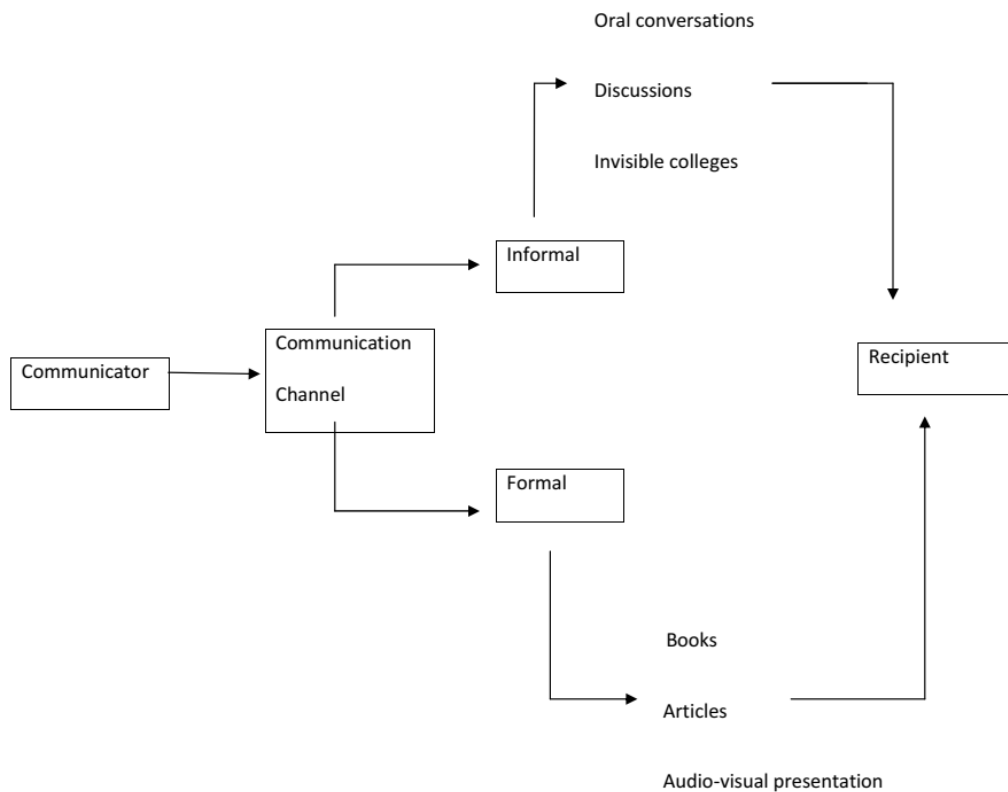 Oral conversations
Discussions
Invisible colleges
Informal
Communication
Channel
Communicator
Recipient
Formal
Books
Articles
Audio-visual presentation